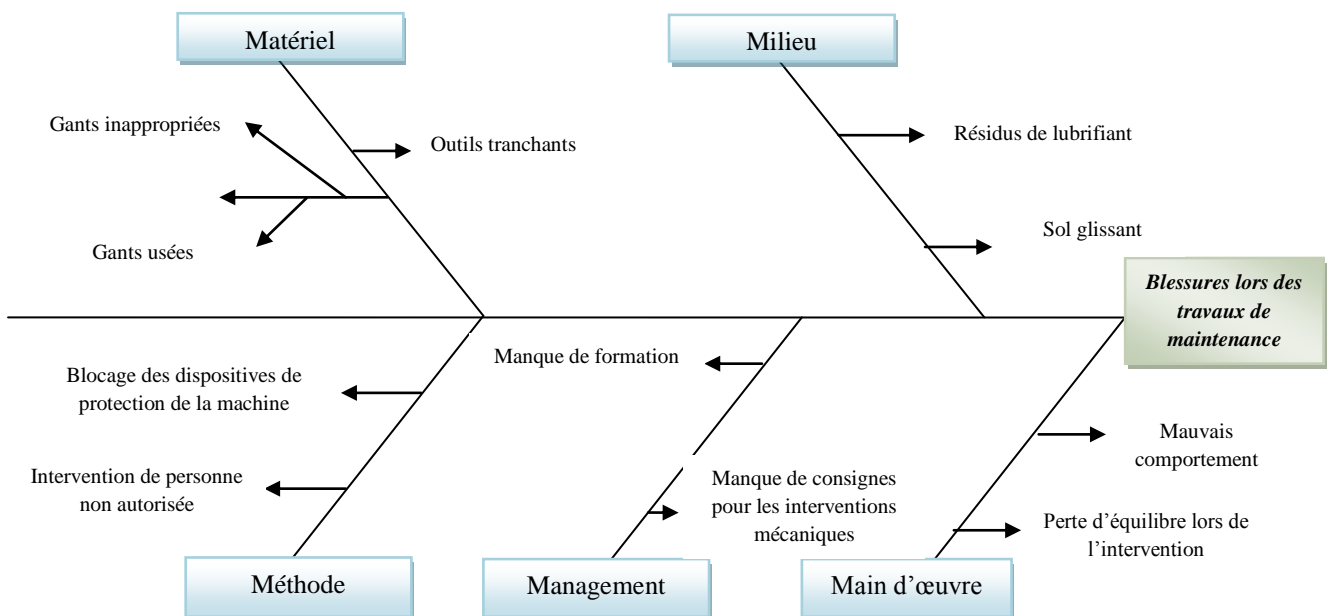 Matériel
Milieu
Gants inappropriées
Outils tranchants
Résidus de lubrifiant
Gants usées
Sol glissant
Blessures lors des
travaux de
maintenance
Manque de formation
Blocage des dispositives de
protection de la machine
Mauvais
comportement
Intervention de personne
non autorisée
Manque de consignes
pour les interventions
mécaniques
Perte d’équilibre lors de
l’intervention
Méthode
Management
Main d’œuvre